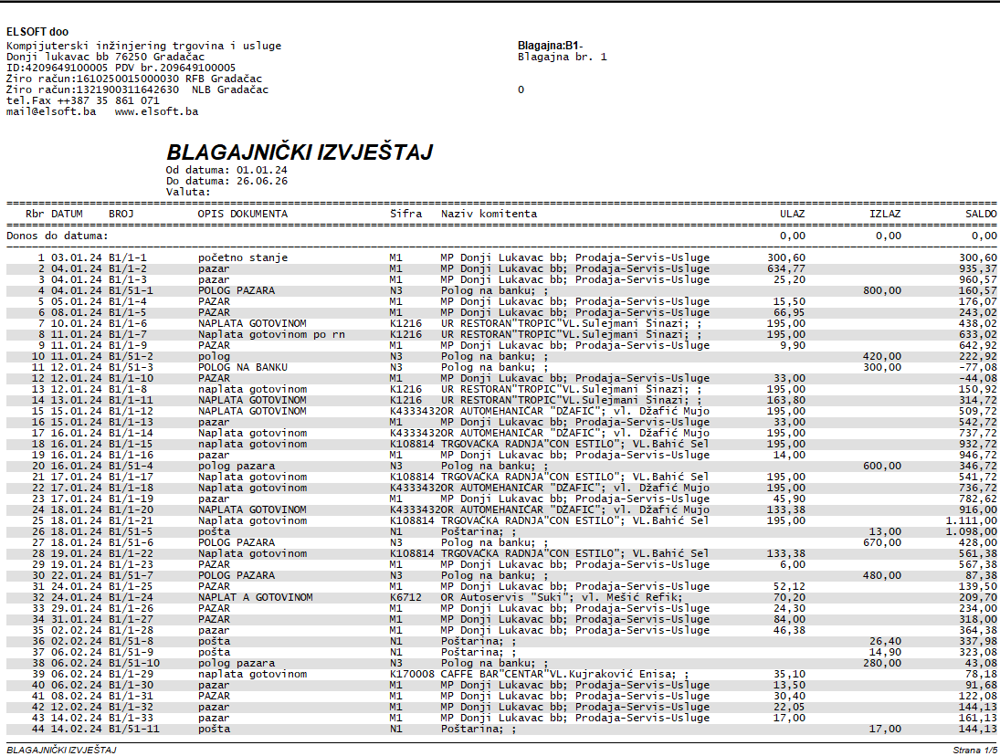 ELSOFT doo
Kompijuterski inžinjering trgovina i usluge
Blagajna:B1-
Donji lukavac bb 76250 Gradačac
Blagajna br. 1
ID:4209649100005 PDV br.209649100005
Žiro račun:1610250015000030 RFB Gradačac
Žiro račun:1321900311642630 NLB Gradačac
0
tel.Fax ++387 35 861 071
mail@elsoft.ba www.elsoft.ba
BLAGAJNIČKI IZVJEŠTAJ
Od datuma: 01.01.24
Do datuma: 26.06.26
Valuta:
Rbr DATUM BROJ OPIS DOKUMENTA Šifra Naziv komitenta ULAZ IZLAZ SALDO
Donos do datuma: 0,00 0,00 0,00
1 03.01.24 B1/1-1 početno stanje M1 MP Donji Lukavac bb; Prodaja-Servis-Usluge 300,60 300,60
2 04.01.24 B1/1-2 pazar M1 MP Donji Lukavac bb; Prodaja-Servis-Usluge 634,77 935,37
3 04.01.24 B1/1-3 pazar M1 MP Donji Lukavac bb; Prodaja-Servis-Usluge 25,20 960,57
4 04.01.24 B1/51-1 POLOG PAZARA N3 Polog na banku; ; 800,00 160,57
5 05.01.24 B1/1-4 PAZAR M1 MP Donji Lukavac bb; Prodaja-Servis-Usluge 15,50 176,07
6 08.01.24 B1/1-5 PAZAR M1 MP Donji Lukavac bb; Prodaja-Servis-Usluge 66,95 243,02
7 10.01.24 B1/1-6 NAPLATA GOTOVINOM K1216 UR RESTORAN"TROPIC"VL.Sulejmani Šinazi; ; 195,00 438,02
8 11.01.24 B1/1-7 Naplata gotovinom po rn K1216 UR RESTORAN"TROPIC"VL.Sulejmani Šinazi; ; 195,00 633,02
9 11.01.24 B1/1-9 PAZAR M1 MP Donji Lukavac bb; Prodaja-Servis-Usluge 9,90 642,92
10 11.01.24 B1/51-2 polog N3 Polog na banku; ; 420,00 222,92
11 12.01.24 B1/51-3 POLOG NA BANKU N3 Polog na banku; ; 300,00 -77,08
12 12.01.24 B1/1-10 PAZAR M1 MP Donji Lukavac bb; Prodaja-Servis-Usluge 33,00 -44,08
13 12.01.24 B1/1-8 naplata gotovinom K1216 UR RESTORAN"TROPIC"VL.Sulejmani Šinazi; ; 195,00 150,92
14 13.01.24 B1/1-11 NAPLATA GOTOVINOM K1216 UR RESTORAN"TROPIC"VL.Sulejmani Šinazi; ; 163,80 314,72
15 15.01.24 B1/1-12 NAPLATA GOTOVINOM K4333432OR AUTOMEHANIČAR "DŽAFIĆ"; vl. Džafić Mujo 195,00 509,72
16 15.01.24 B1/1-13 pazar M1 MP Donji Lukavac bb; Prodaja-Servis-Usluge 33,00 542,72
17 16.01.24 B1/1-14 Naplata gotovinom K4333432OR AUTOMEHANIČAR "DŽAFIĆ"; vl. Džafić Mujo 195,00 737,72
18 16.01.24 B1/1-15 naplata gotovinom K108814 TRGOVAČKA RADNJA"CON ESTILO"; VL.Bahić Sel 195,00 932,72
19 16.01.24 B1/1-16 pazar M1 MP Donji Lukavac bb; Prodaja-Servis-Usluge 14,00 946,72
20 16.01.24 B1/51-4 polog pazara N3 Polog na banku; ; 600,00 346,72
21 17.01.24 B1/1-17 Naplata gotovinom K108814 TRGOVAČKA RADNJA"CON ESTILO"; VL.Bahić Sel 195,00 541,72
22 17.01.24 B1/1-18 Naplata gotovinom K4333432OR AUTOMEHANIČAR "DŽAFIĆ"; vl. Džafić Mujo 195,00 736,72
23 17.01.24 B1/1-19 pazar M1 MP Donji Lukavac bb; Prodaja-Servis-Usluge 45,90 782,62
24 18.01.24 B1/1-20 NAPLATA GOTOVINOM K4333432OR AUTOMEHANIČAR "DŽAFIĆ"; vl. Džafić Mujo 133,38 916,00
25 18.01.24 B1/1-21 Naplata gotovinom K108814 TRGOVAČKA RADNJA"CON ESTILO"; VL.Bahić Sel 195,00 1.111,00
26 18.01.24 B1/51-5 pošta N1 Poštarina; ; 13,00 1.098,00
27 18.01.24 B1/51-6 POLOG PAZARA N3 Polog na banku; ; 670,00 428,00
28 19.01.24 B1/1-22 Naplata gotovinom K108814 TRGOVAČKA RADNJA"CON ESTILO"; VL.Bahić Sel 133,38 561,38
29 19.01.24 B1/1-23 PAZAR M1 MP Donji Lukavac bb; Prodaja-Servis-Usluge 6,00 567,38
30 22.01.24 B1/51-7 POLOG PAZARA N3 Polog na banku; ; 480,00 87,38
31 24.01.24 B1/1-25 PAZAR M1 MP Donji Lukavac bb; Prodaja-Servis-Usluge 52,12 139,50
32 24.01.24 B1/1-24 NAPLAT A GOTOVINOM K6712 OR Autoservis "Suki"; vl. Mešić Refik; 70,20 209,70
33 29.01.24 B1/1-26 PAZAR M1 MP Donji Lukavac bb; Prodaja-Servis-Usluge 24,30 234,00
34 31.01.24 B1/1-27 PAZAR M1 MP Donji Lukavac bb; Prodaja-Servis-Usluge 84,00 318,00
35 02.02.24 B1/1-28 pazar M1 MP Donji Lukavac bb; Prodaja-Servis-Usluge 46,38 364,38
36 02.02.24 B1/51-8 pošta N1 Poštarina; ; 26,40 337,98
37 06.02.24 B1/51-9 pošta N1 Poštarina; ; 14,90 323,08
38 06.02.24 B1/51-10 polog pazara N3 Polog na banku; ; 280,00 43,08
39 06.02.24 B1/1-29 naplata gotovinom K170008 CAFFE BAR"CENTAR"VL.Kujraković Enisa; ; 35,10 78,18
40 06.02.24 B1/1-30 pazar M1 MP Donji Lukavac bb; Prodaja-Servis-Usluge 13,50 91,68
41 08.02.24 B1/1-31 PAZAR M1 MP Donji Lukavac bb; Prodaja-Servis-Usluge 30,40 122,08
42 12.02.24 B1/1-32 pazar M1 MP Donji Lukavac bb; Prodaja-Servis-Usluge 22,05 144,13
43 14.02.24 B1/1-33 pazar M1 MP Donji Lukavac bb; Prodaja-Servis-Usluge 17,00 161,13
44 14.02.24 B1/51-11 pošta N1 Poštarina; ; 17,00 144,13
BLAGAJNIČKI IZVJEŠTAJ Strana 1/5